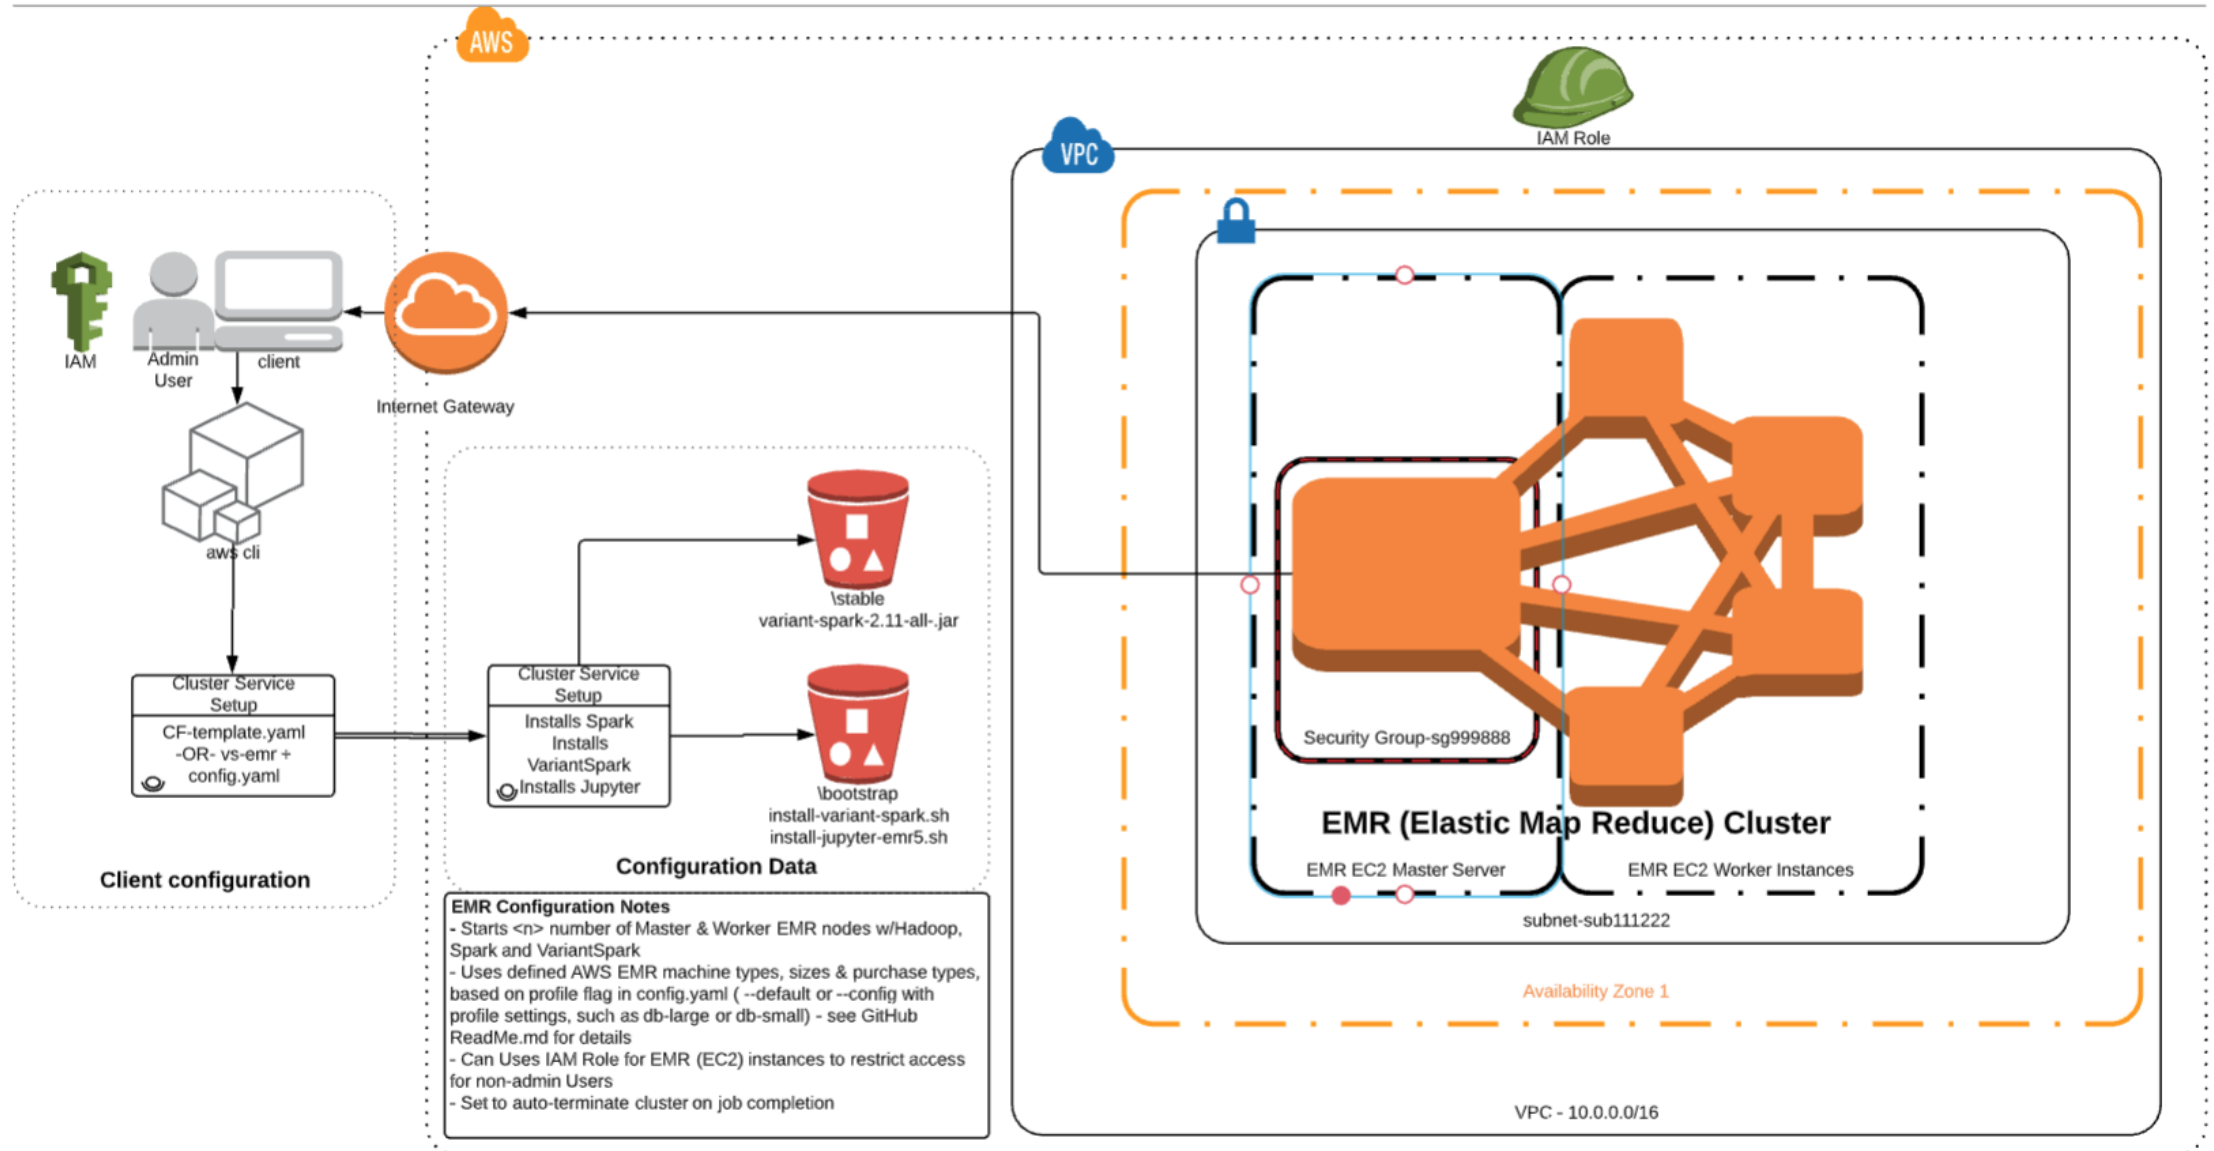 AWS
IAM Role
VPC
IAM
Admin
User
client
Internet Gateway
aws cli
Cluster Service
Setup
CF-template.yaml
-OR- vs-emr +
config.yaml
Client configuration
Cluster Service
Setup
Installs Spark
Installs
VariantSpark
Installs Jupyter
\stable
variant-spark-2.11-all-.jar
\bootstrap
install-variant-spark.sh
install-jupyter-emr5.sh
Configuration Data
EMR Configuration Notes
- Starts <n> number of Master & Worker EMR nodes w/Hadoop,
Spark and VariantSpark
- Uses defined AWS EMR machine types, sizes & purchase types,
based on profile flag in config.yaml ( --default or --config with
profile settings, such as db-large or db-small) - see GitHub
ReadMe.md for details
- Can Uses IAM Role for EMR (EC2) instances to restrict access
for non-admin Users
- Set to auto-terminate cluster on job completion
Security Group-sg999888
EMR (Elastic Map Reduce) Cluster
EMR EC2 Master Server
EMR EC2 Worker Instances
subnet-sub111222
Availability Zone 1
VPC - 10.0.0.0/16